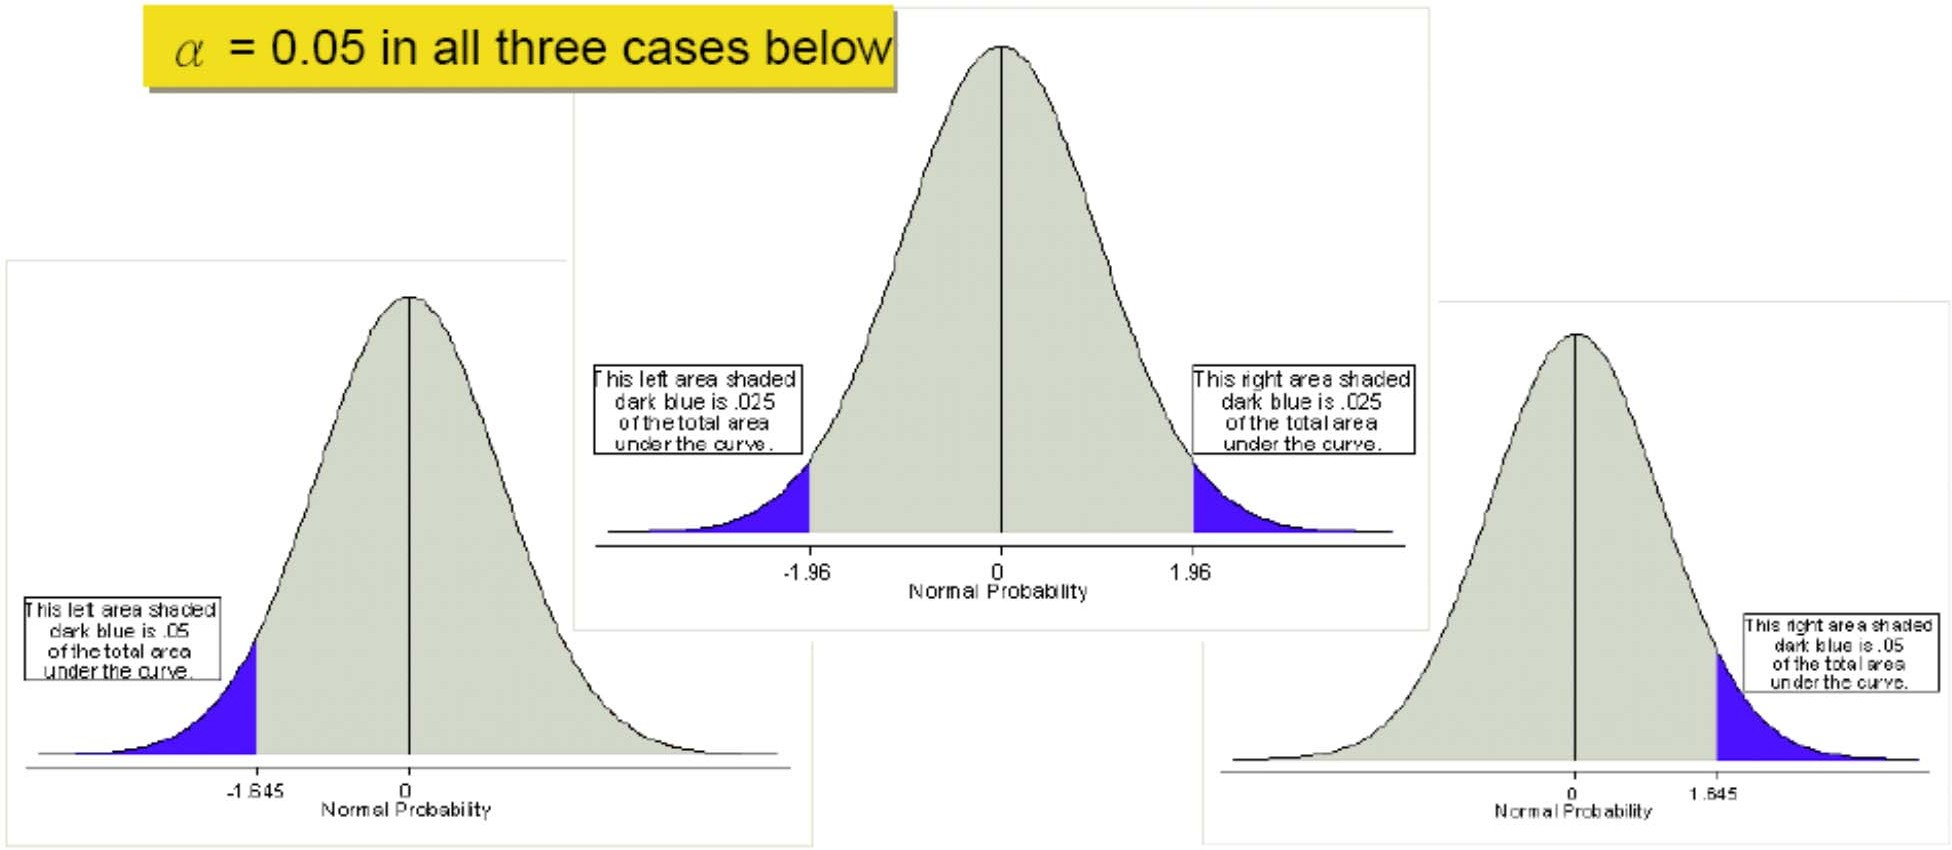 α = 0.05 in all three cases below
This left area shaded
dark blue is .025
of the total area
under the curve.
This right area shaded
dark blue is .025
of the total area
under the curve.
-1.96
0
1.96
Normal Probability
This left area shaded
dark blue is .05
of the total area
under the curve.
-1.645
0
Normal Probability
This right area shaded
dark blue is .05
of the total area
under the curve.
0
1.645
Normal Probability